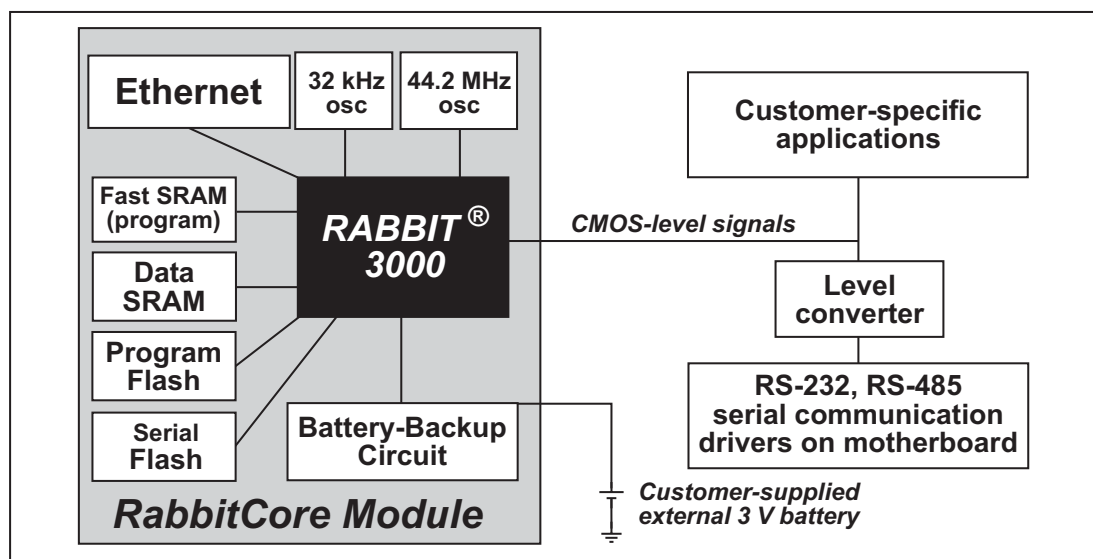 Ethernet
32 kHz
osc
44.2 MHz
osc
Customer-specific
applications
Fast SRAM
(program)
RABBIT ®
3000
CMOS-level signals
Data
SRAM
Level
converter
Program
Flash
RS-232, RS-485
serial communication
drivers on motherboard
Serial
Flash
Battery-Backup
Circuit
RabbitCore Module
Customer-supplied
external 3 V battery